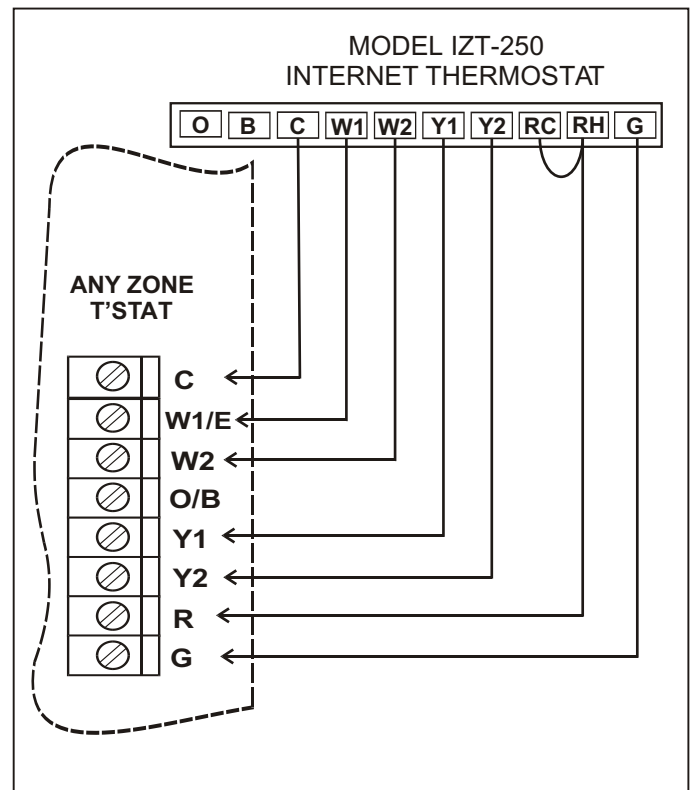 MODEL IZT-250
INTERNET THERMOSTAT
O B C W1 W2 Y1 Y2 RC RH G
ANY ZONE
T'STAT
C
W1/E
W2
O/B
Y1
Y2
R
G